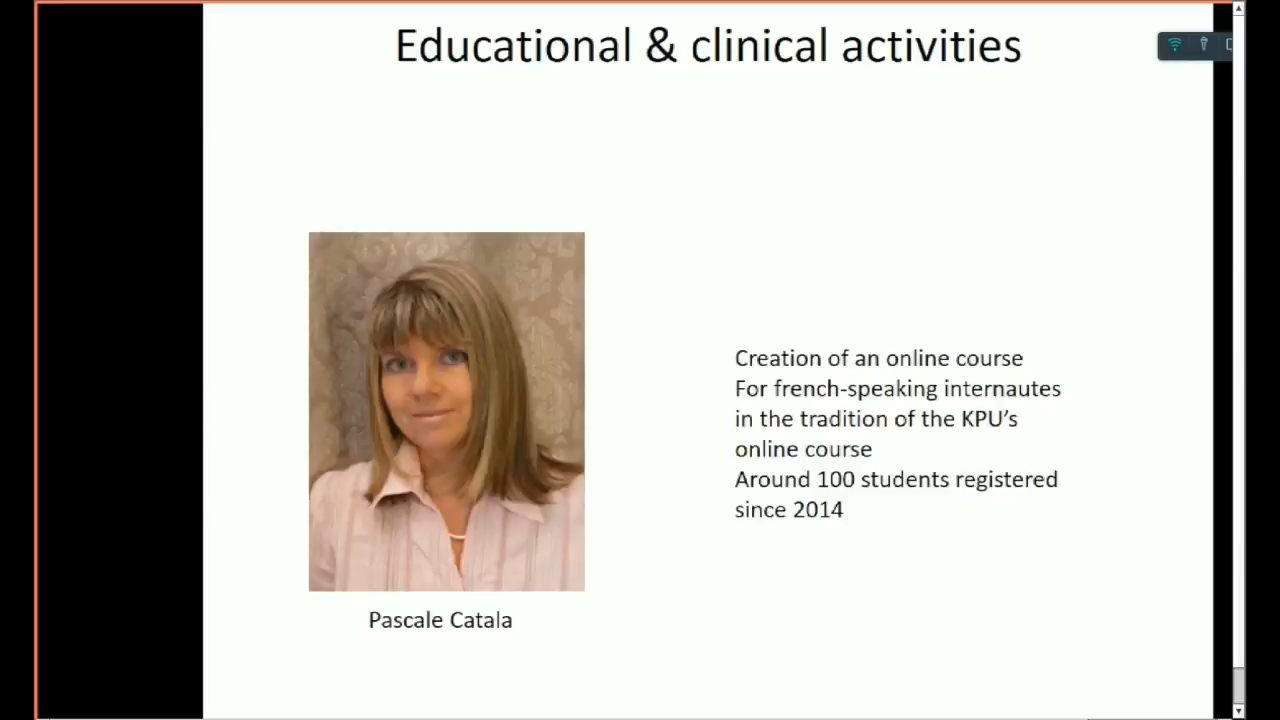 Educational & clinical activities
Creation of an online course
For french-speaking internautes
in the tradition of the KPU’s
online course
Around 100 students registered
since 2014
Pascale Catala